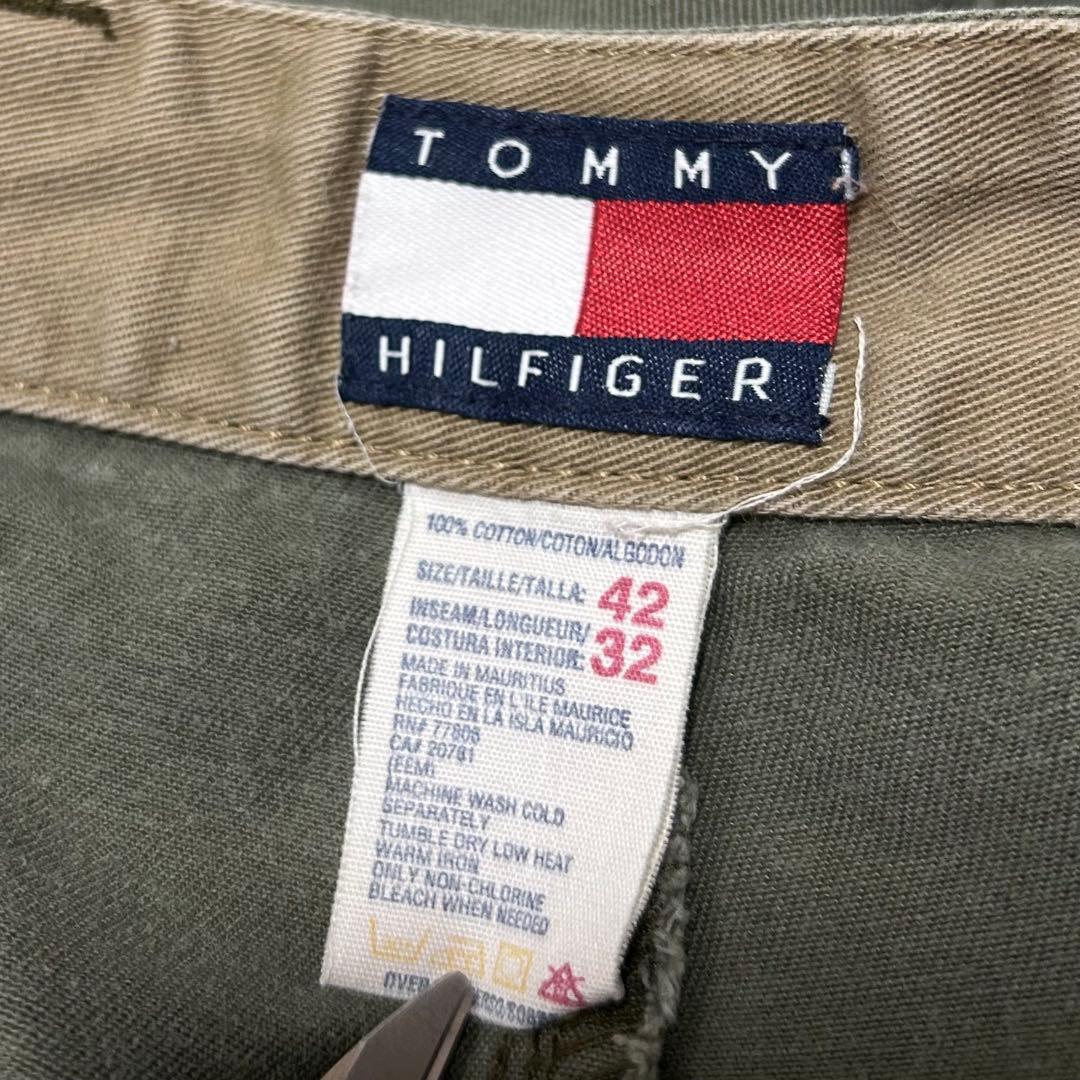 TOMMY
HILFIGER
100% COTTON/COTON/ALGODON
SIZE/TAILLE/TALLA: 42
INSEAM/LONGUEUR/
COSTURA INTERIOR: 32
MADE IN MAURITIUS
FABRIQUE EN L'ILE MAURICE
HECHO EN LA ISLA MAURICIO
RN# 77806
CA# 20781
(EEM)
MACHINE WASH COLD
SEPARATELY
TUMBLE DRY LOW HEAT
WARM IRON
ONLY NON-CHLORINE
BLEACH WHEN NEEDED